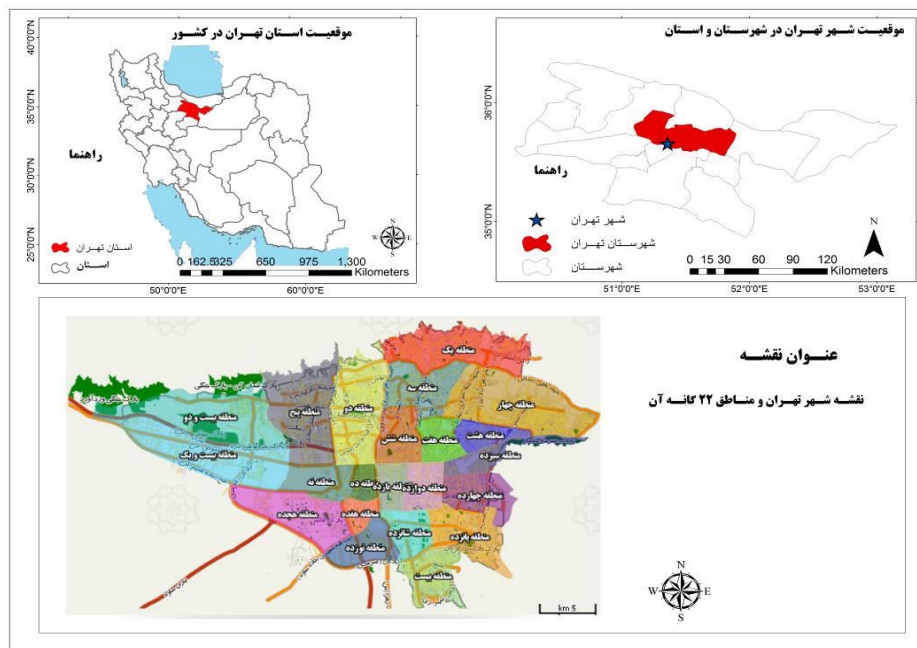 موقعیت استان تهران در کشور
40°0'0"N
35°0'0"N
30°0'0"N
25°0'0"N
راهنما
استان تهران
استان
0 162.5 325 650 975 1,300
Kilometers
50°0'0"E 60°0'0"E
N
W E
S
موقعیت شهر تهران در شهرستان و استان
36°0'0"N
35°0'0"N
راهنما
شهر تهران
شهرستان تهران
شهرستان
N
0 15 30 60 90 120
Kilometers
51°0'0"E 52°0'0"E 53°0'0"E
عنوان نقشه
نقشه شهر تهران و مناطق ۲۲ گانه آن
منطقه یک
منطقه سه
منطقه چهار
منطقه دو
منطقه پنج
منطقه بیست و دو
منطقه هشت
منطقه هفت
منطقه شش
منطقه سیزده
منطقه بیست و یک
منطقه نه
منطقه ده
منطقه یازده
منطقه دوازده
منطقه چهارده
منطقه هجده
منطقه هفده
منطقه شانزده
منطقه پانزده
منطقه نوزده
منطقه بیست
km 5
N
W E
S